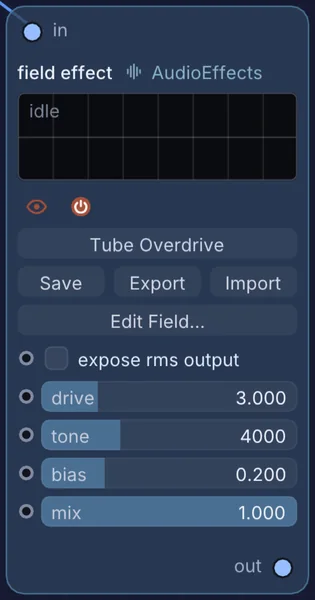 in
field effect AudioEffects
idle
Tube Overdrive
Save Export Import
Edit Field...
expose rms output
drive 3.000
tone 4000
bias 0.200
mix 1.000
out